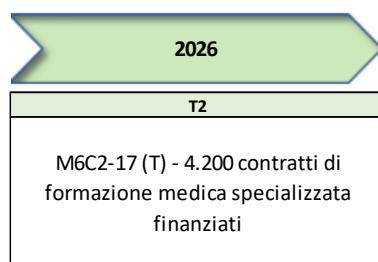 2026
T2
M6C2-17 (T) - 4.200 contratti di
formazione medica specializzata
finanziati